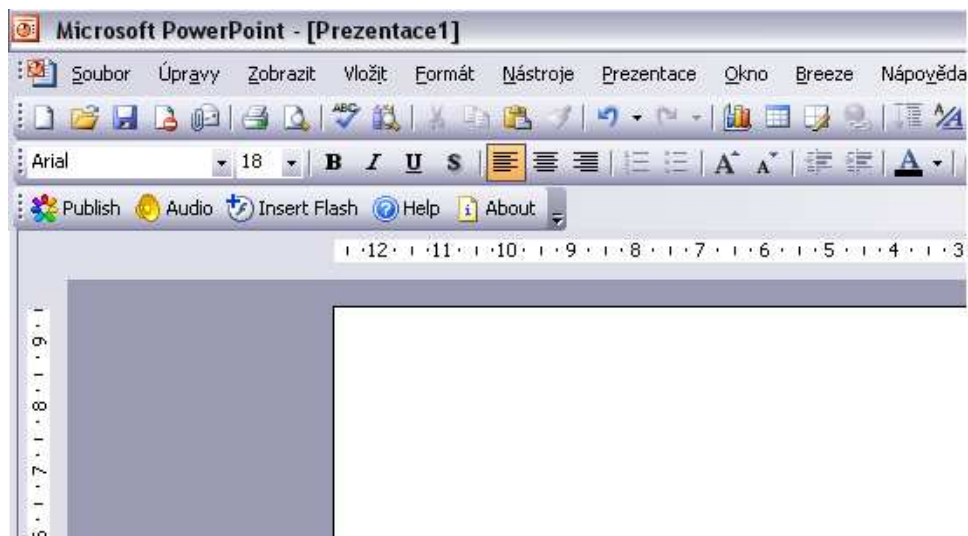 Microsoft PowerPoint - [Prezentace1]
Soubor Úpravy Zobrazit Vložit Formát Nástroje Prezentace Okno Breeze Nápověda
ABC
Arial 18 B I U S A A A
Publish Audio Insert Flash Help About
12 11 10 9 8 7 6 5 4 3
9
8
7